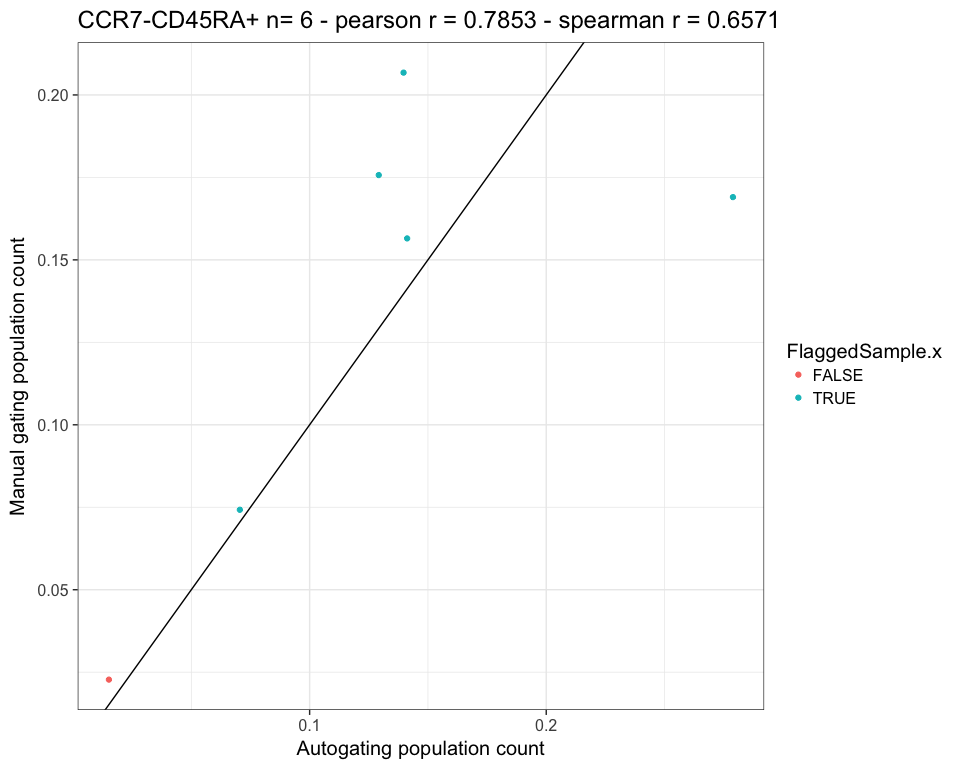 CCR7-CD45RA+ n= 6 - pearson r = 0.7853 - spearman r = 0.6571
0.20
0.15
0.10
0.05
Manual gating population count
0.1
0.2
Autogating population count
FlaggedSample.x
FALSE
TRUE